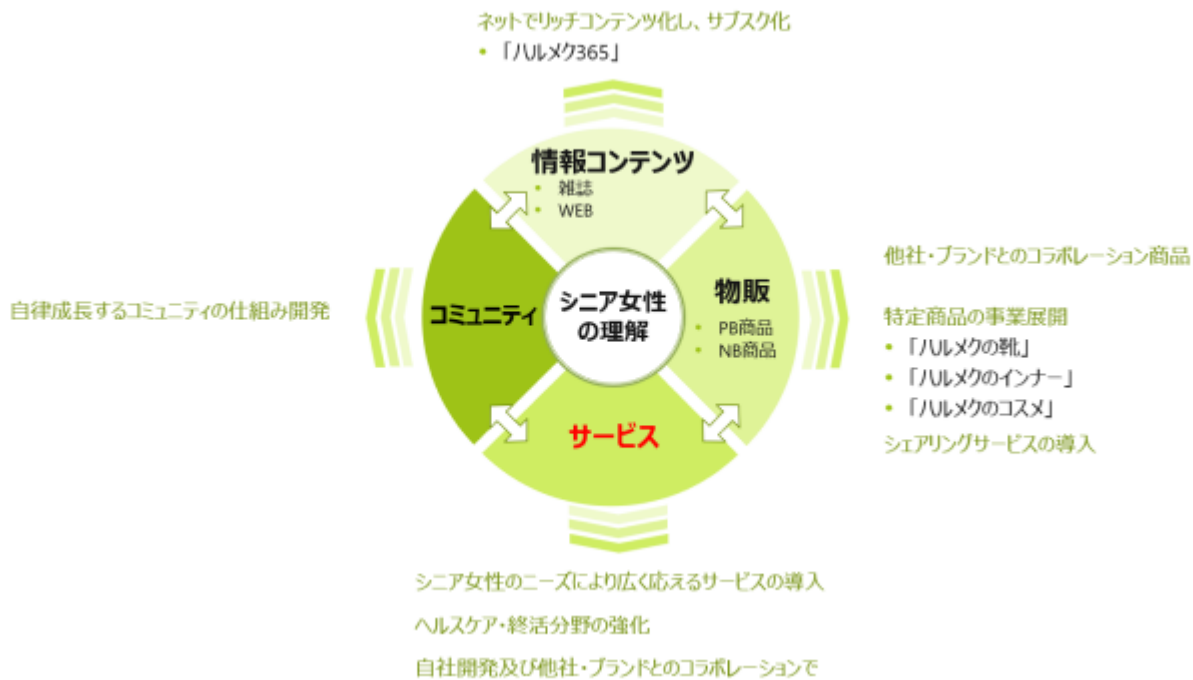 ネットでリッチコンテンツ化し、サブスク化
• 「ハルメク365」
情報コンテンツ
• 雑誌
• WEB
コミュニティ
シニア女性
の理解
物販
• PB商品
• NB商品
サービス
自律成長するコミュニティの仕組み開発
他社・ブランドとのコラボレーション商品
特定商品の事業展開
• 「ハルメクの靴」
• 「ハルメクのインナー」
• 「ハルメクのコスメ」
シェアリングサービスの導入
シニア女性のニーズにより広く応えるサービスの導入
ヘルスケア・終活分野の強化
自社開発及び他社・ブランドとのコラボレーションで